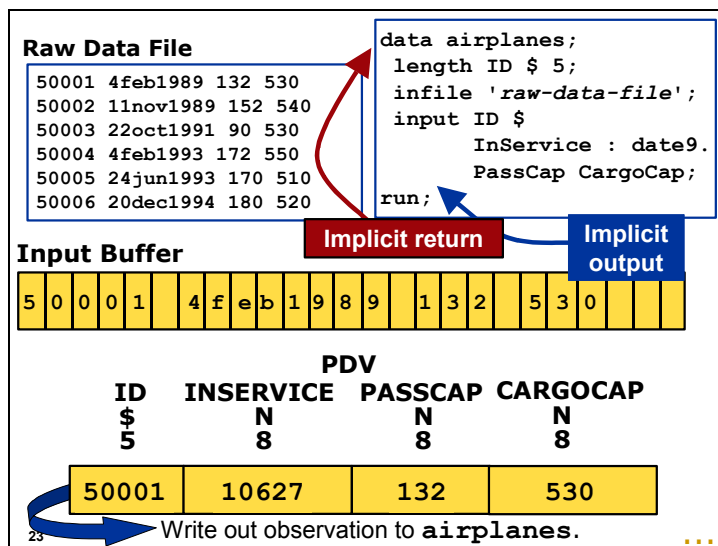 Raw Data File
50001 4feb1989 132 530
50002 11nov1989 152 540
50003 22oct1991 90 530
50004 4feb1993 172 550
50005 24jun1993 170 510
50006 20dec1994 180 520
data airplanes;
length ID $ 5;
infile 'raw-data-file';
input ID $
InService : date9.
PassCap CargoCap;
run;
Implicit return
Implicit
output
Input Buffer
5 0 0 0 1 4 f e b 1 9 8 9 1 3 2 5 3 0
PDV
ID INSERVICE PASSCAP CARGOCAP
$ N N N
5 8 8 8
50001 10627 132 530
Write out observation to airplanes.
23
...